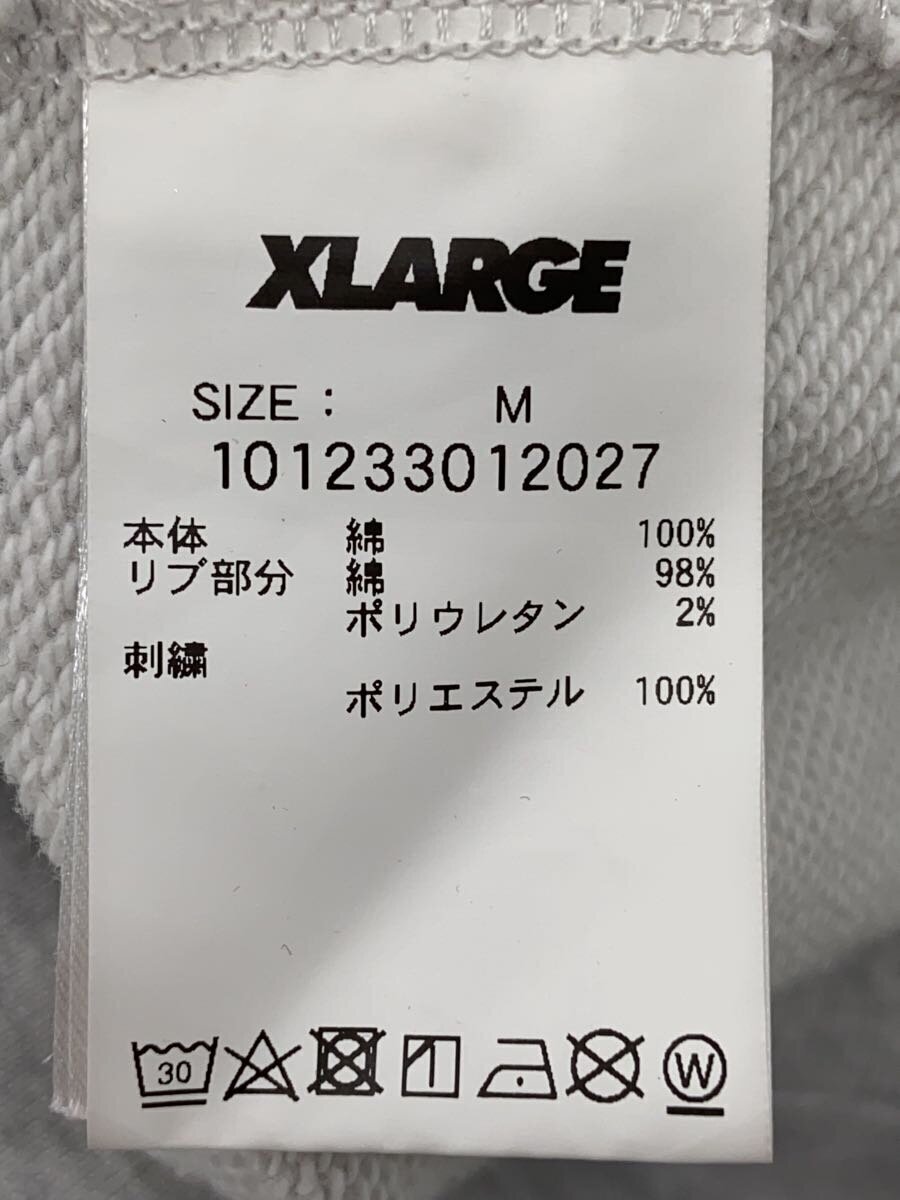 XLARGE
SIZE : M
101233012027
本体 綿 100%
リブ部分 綿 98%
ポリウレタン 2%
刺繍
ポリエステル 100%
30 W